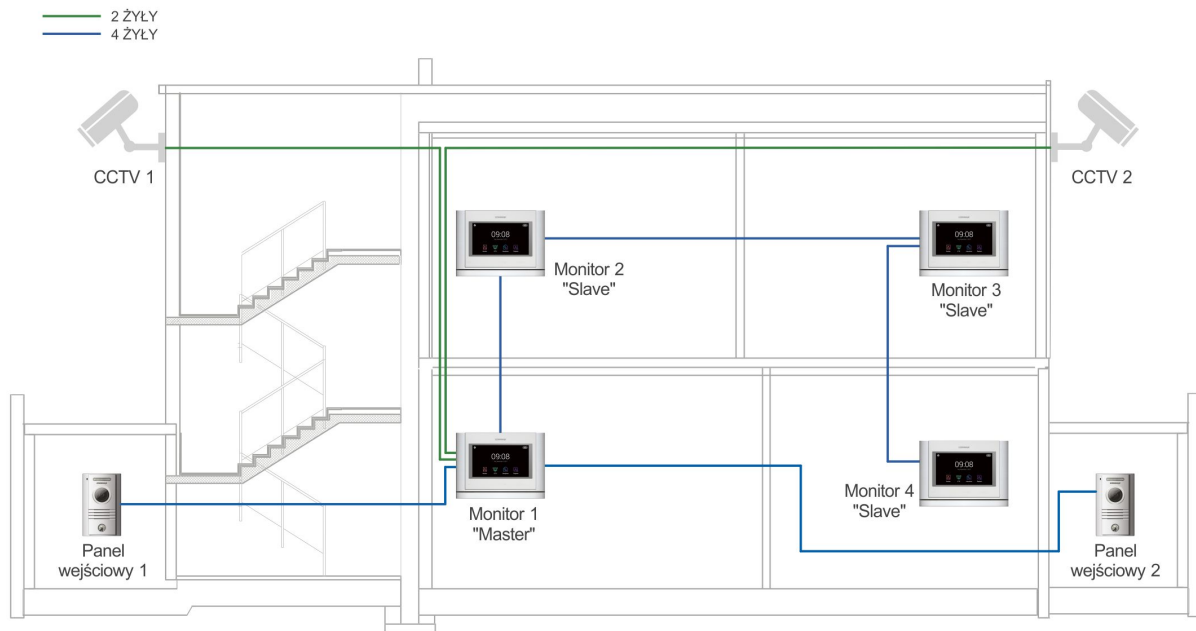 2 ŻYŁY
4 ŻYŁY
CCTV 1
CCTV 2
09:08
09:08
Monitor 2
"Slave"
Monitor 3
"Slave"
09:08
09:08
Monitor 4
"Slave"
Monitor 1
"Master"
Panel
wejściowy 1
Panel
wejściowy 2